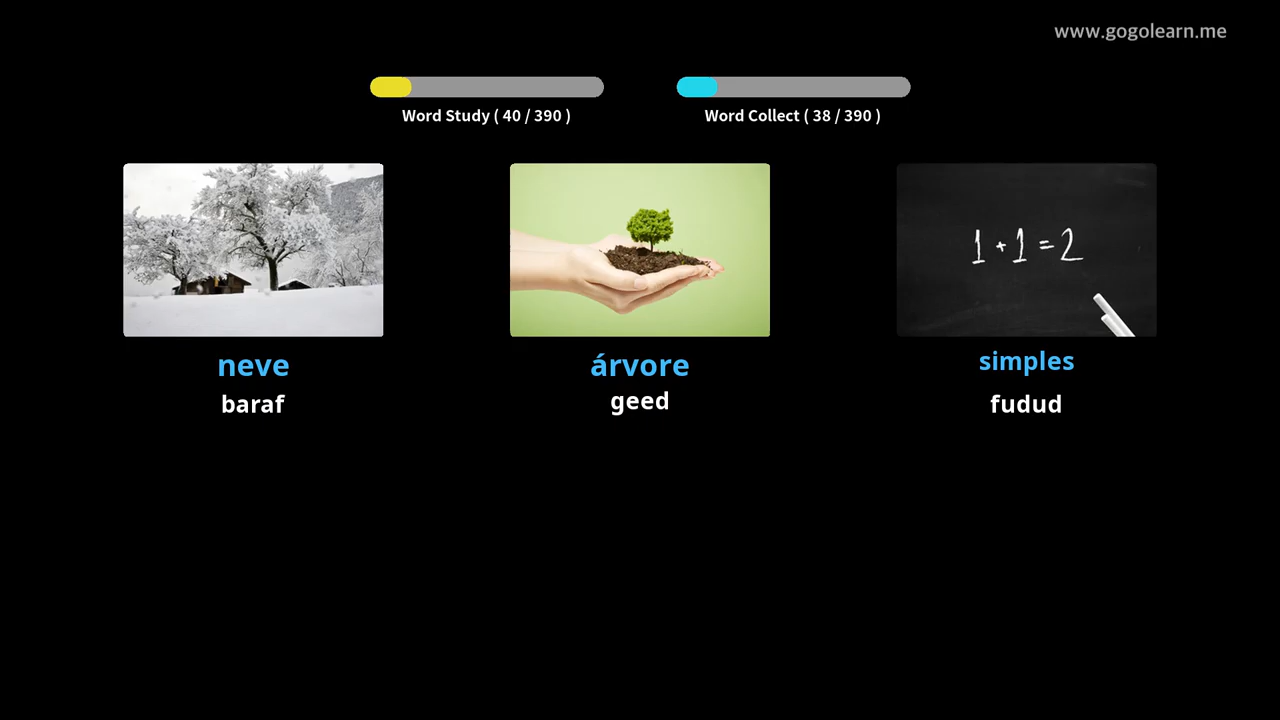 www.gogolearn.me
Word Study ( 40 / 390 )
Word Collect ( 38 / 390 )
1 + 1 = 2
neve
árvore
simples
baraf
geed
fudud